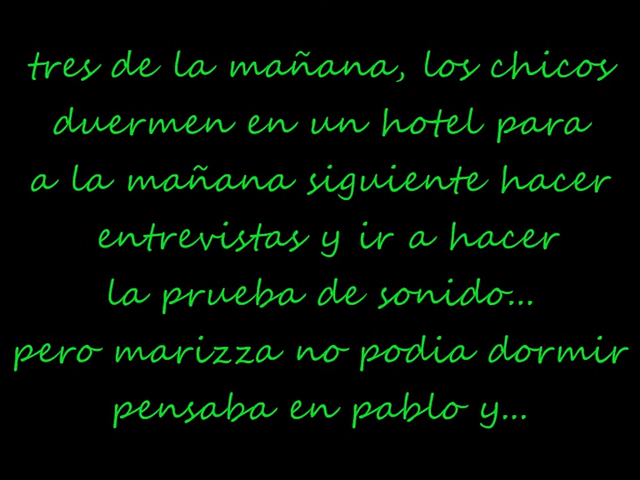 tres de la mañana, los chicos
duermen en un hotel para
a la mañana siguiente hacer
entrevistas y ir a hacer
la prueba de sonido...
pero marizza no podia dormir
pensaba en pablo y...